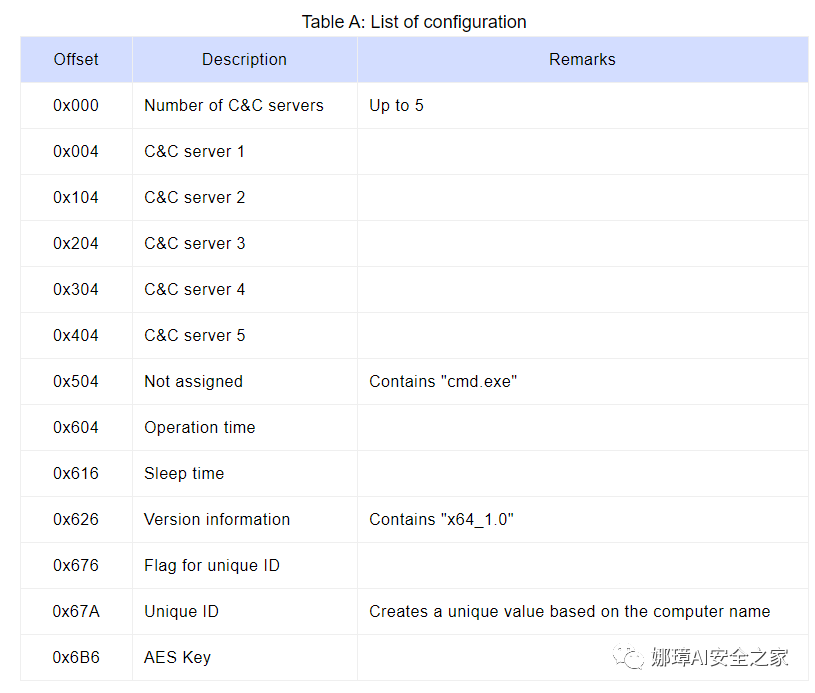 Table A: List of configuration
Offset Description Remarks
0x000 Number of C&C servers Up to 5
0x004 C&C server 1
0x104 C&C server 2
0x204 C&C server 3
0x304 C&C server 4
0x404 C&C server 5
0x504 Not assigned Contains "cmd.exe"
0x604 Operation time
0x616 Sleep time
0x626 Version information Contains "x64_1.0"
0x676 Flag for unique ID
0x67A Unique ID Creates a unique value based on the computer name
0x6B6 AES Key
娜璋AI安全之家